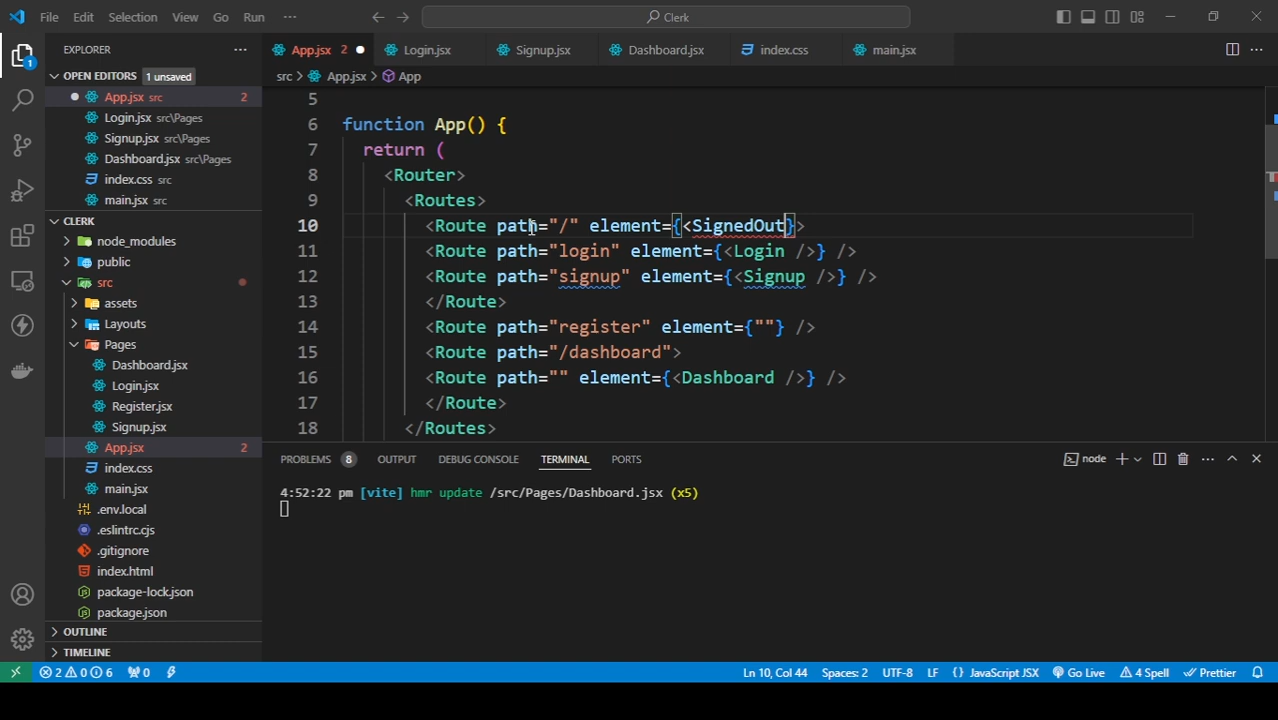 File Edit Selection View Go Run ··· Clerk
EXPLORER
App.jsx 2 Login.jsx Signup.jsx Dashboard.jsx index.css main.jsx
OPEN EDITORS 1 unsaved
src > App.jsx > App
App.jsx src 2
Login.jsx src\Pages
Signup.jsx src\Pages
Dashboard.jsx src\Pages
index.css src
main.jsx src
CLERK
node_modules
public
src
assets
Layouts
Pages
Dashboard.jsx
Login.jsx
Register.jsx
Signup.jsx
App.jsx 2
index.css
main.jsx
.env.local
.eslintrc.cjs
.gitignore
index.html
package-lock.json
package.json
OUTLINE
TIMELINE
5
6 function App() {
7 return (
8 <Router>
9 <Routes>
10 <Route path="/" element={<SignedOut}>
11 <Route path="login" element={<Login />} />
12 <Route path="signup" element={<Signup />} />
13 </Route>
14 <Route path="register" element={""} />
15 <Route path="/dashboard">
16 <Route path="" element={<Dashboard />} />
17 </Route>
18 </Routes>
PROBLEMS 8 OUTPUT DEBUG CONSOLE TERMINAL PORTS node
4:52:22 pm [vite] hmr update /src/Pages/Dashboard.jsx (x5)
2 0 6 0 Ln 10, Col 44 Spaces: 2 UTF-8 LF {} JavaScript JSX Go Live 4 Spell Prettier